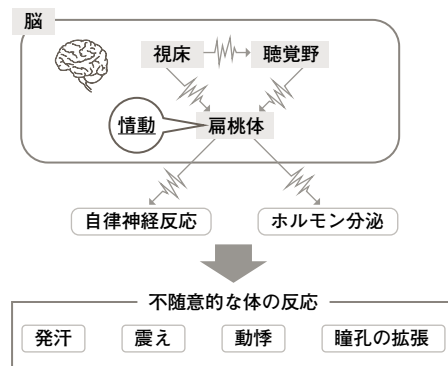 脳
視床
聴覚野
情動
扁桃体
自律神経反応
ホルモン分泌
不随意的な体の反応
発汗
震え
動悸
瞳孔の拡張